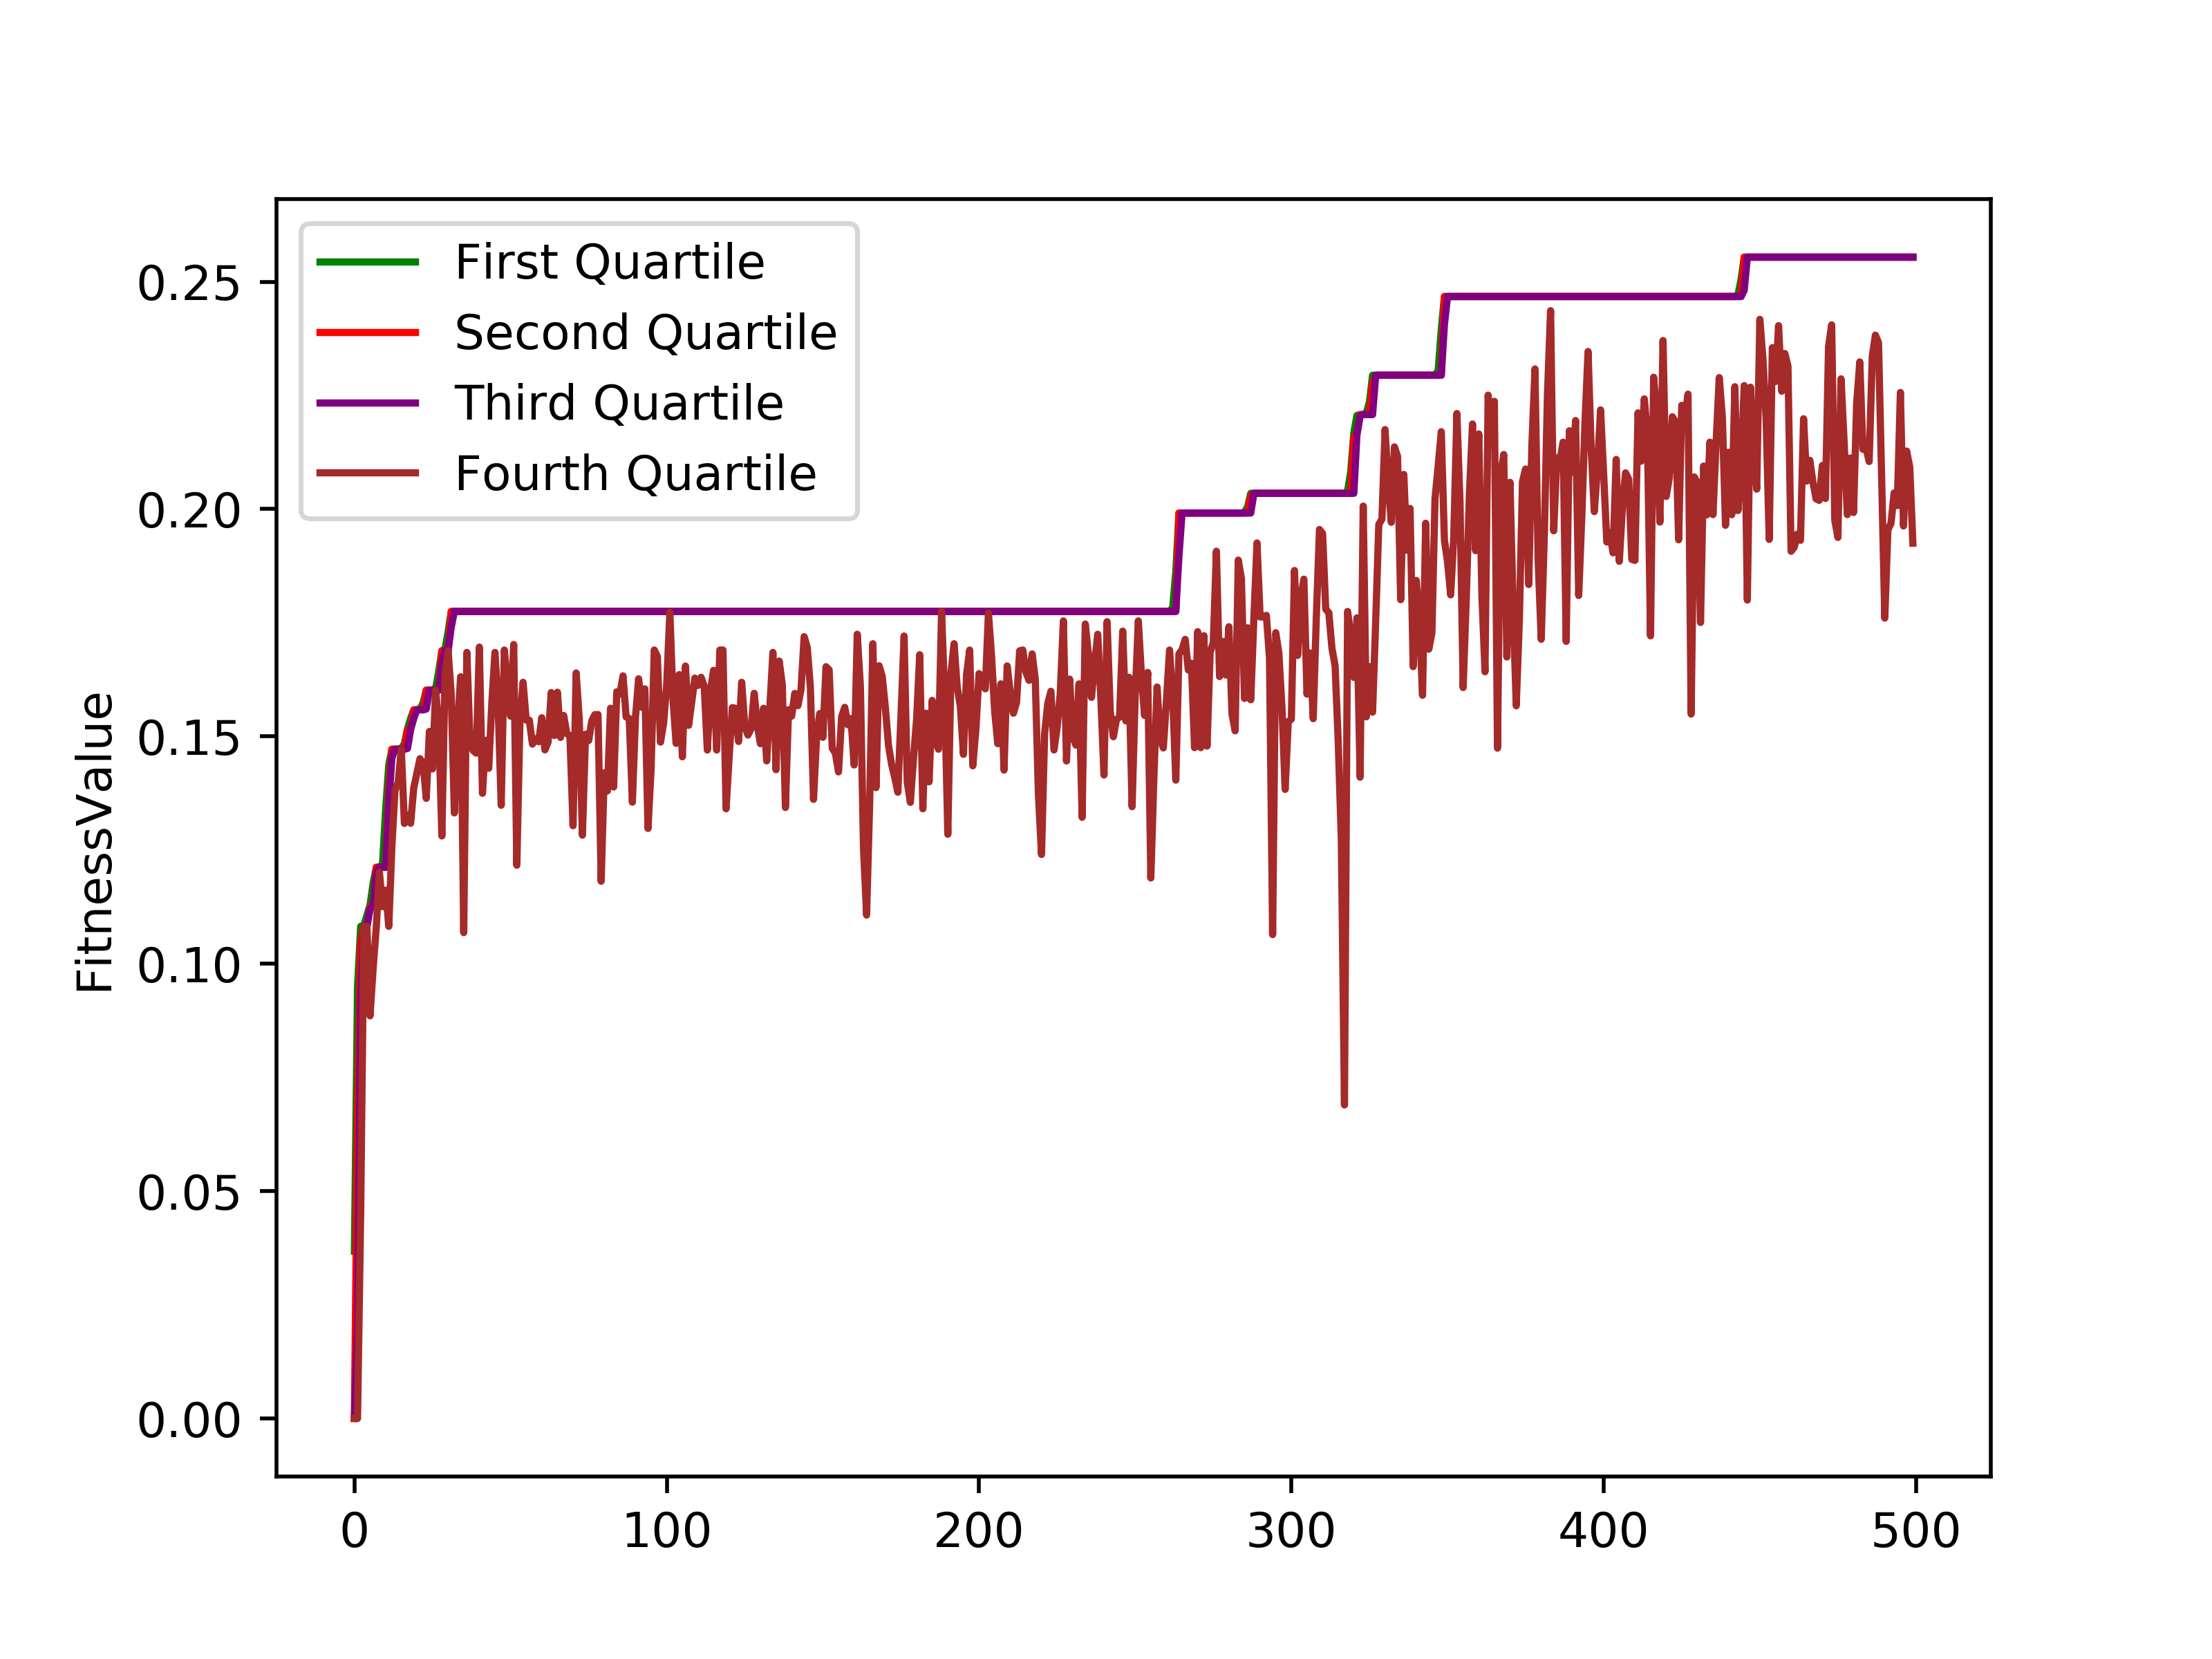 First Quartile
Second Quartile
Third Quartile
Fourth Quartile
0.25
0.20
0.15
0.10
0.05
0.00
FitnessValue
0 100 200 300 400 500